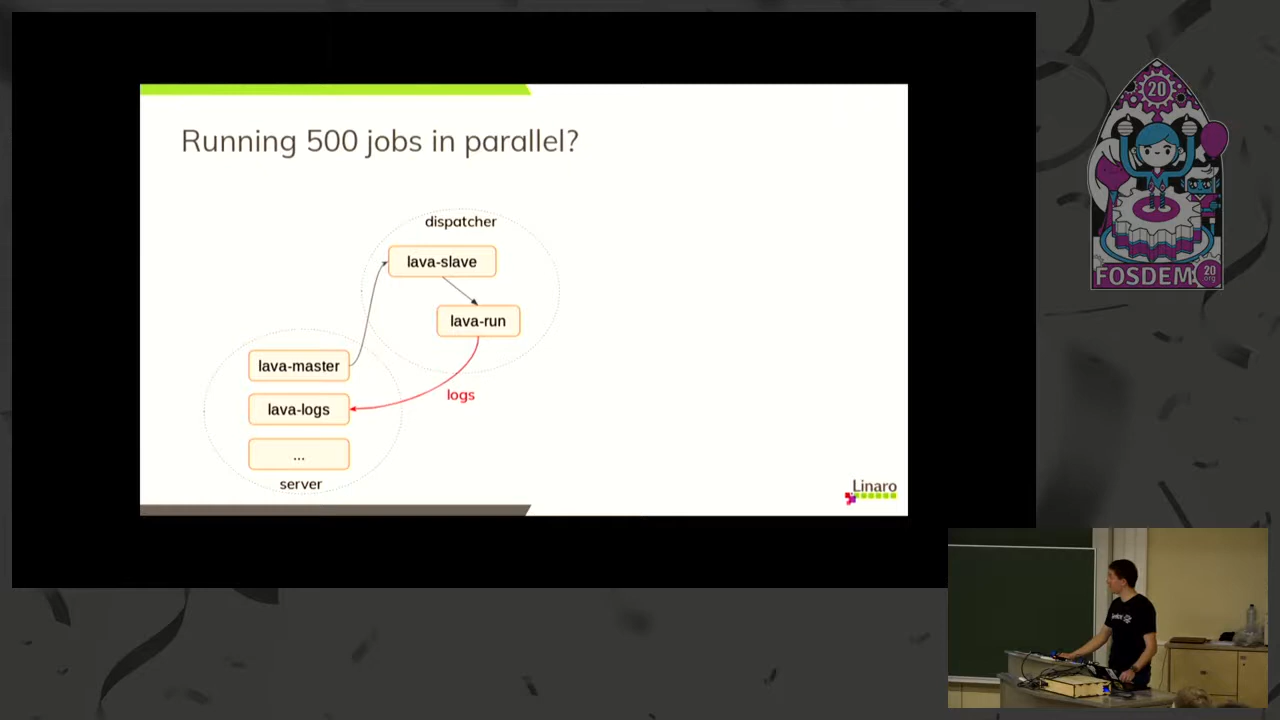 Running 500 jobs in parallel?
dispatcher
lava-slave
lava-run
lava-master
lava-logs
logs
...
server
Linaro
20
FOSDEM 20
.org